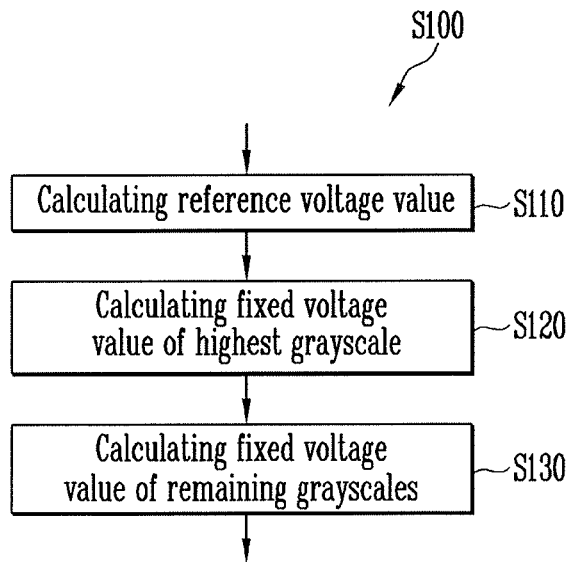 S100
Calculating reference voltage value
S110
Calculating fixed voltage
value of highest grayscale
S120
Calculating fixed voltage
value of remaining grayscales
S130